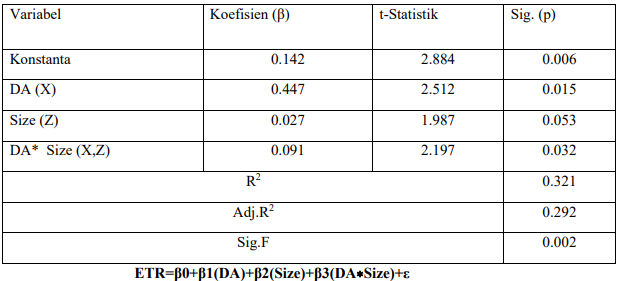 Variabel Koefisien (β) t-Statistik Sig. (p)
Konstanta 0.142 2.884 0.006
DA (X) 0.447 2.512 0.015
Size (Z) 0.027 1.987 0.053
DA* Size (X,Z) 0.091 2.197 0.032
R² 0.321
Adj.R² 0.292
Sig.F 0.002
ETR=β0+β1(DA)+β2(Size)+β3(DA∗Size)+ε